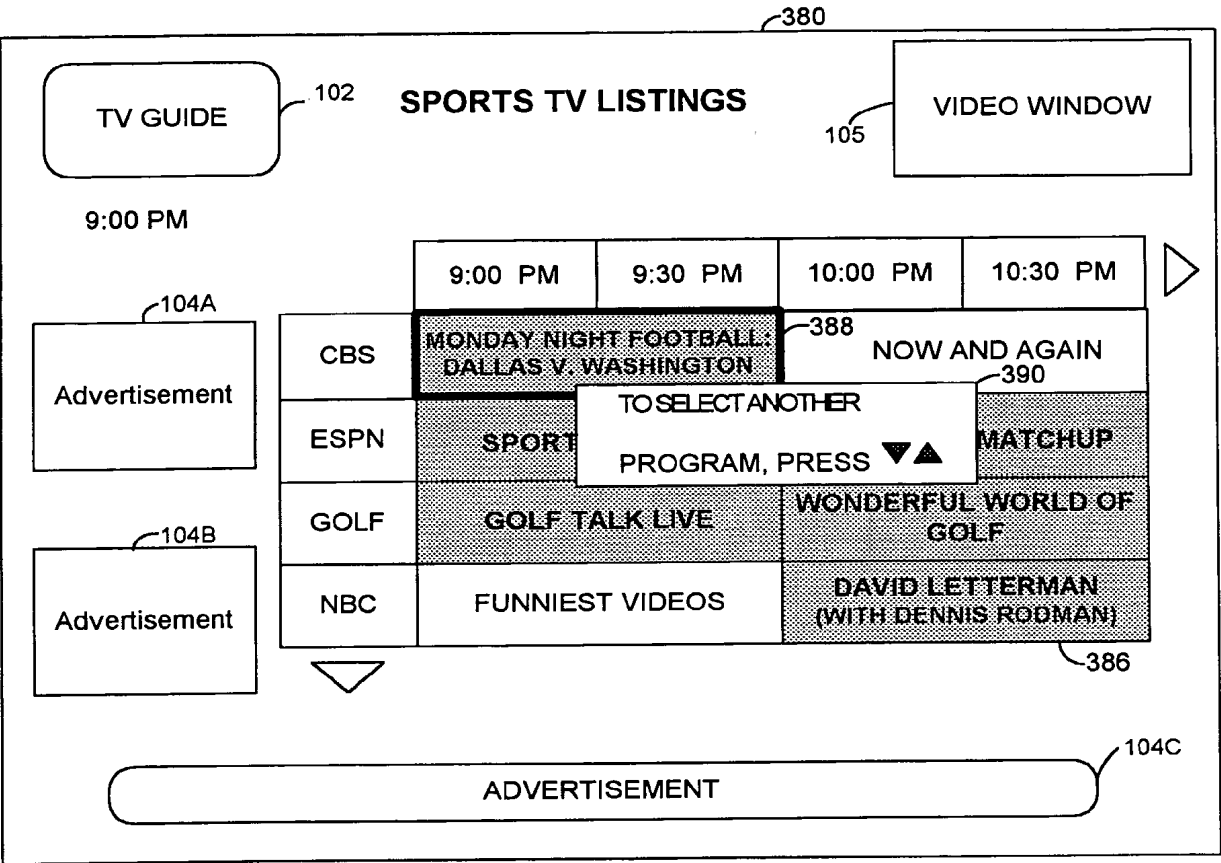 380
TV GUIDE
102
SPORTS TV LISTINGS
105
VIDEO WINDOW
9:00 PM
9:00 PM
9:30 PM
10:00 PM
10:30 PM
104A
Advertisement
CBS
MONDAY NIGHT FOOTBALL:
DALLAS V. WASHINGTON
388
NOW AND AGAIN
390
TO SELECT ANOTHER
PROGRAM, PRESS ▼▲
ESPN
SPORT
MATCHUP
GOLF
GOLF TALK LIVE
WONDERFUL WORLD OF
GOLF
104B
Advertisement
NBC
FUNNIEST VIDEOS
DAVID LETTERMAN
(WITH DENNIS RODMAN)
386
104C
ADVERTISEMENT